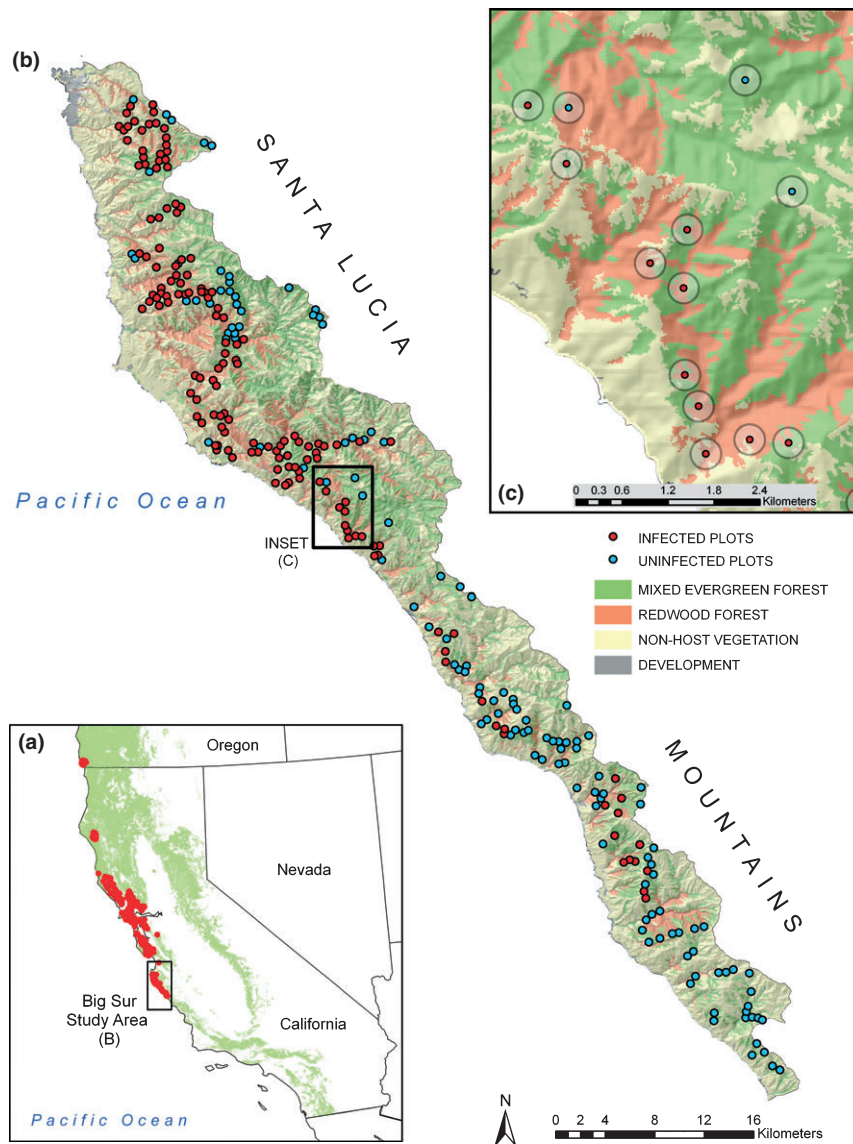 (b)
SANTA LUCIA
Pacific Ocean
INSET
(C)
(c)
0 0.3 0.6 1.2 1.8 2.4
Kilometers
INFECTED PLOTS
UNINFECTED PLOTS
MIXED EVERGREEN FOREST
REDWOOD FOREST
NON-HOST VEGETATION
DEVELOPMENT
MOUNTAINS
(a)
Oregon
Nevada
California
Big Sur
Study Area
(B)
Pacific Ocean
N
0 2 4 8 12 16
Kilometers